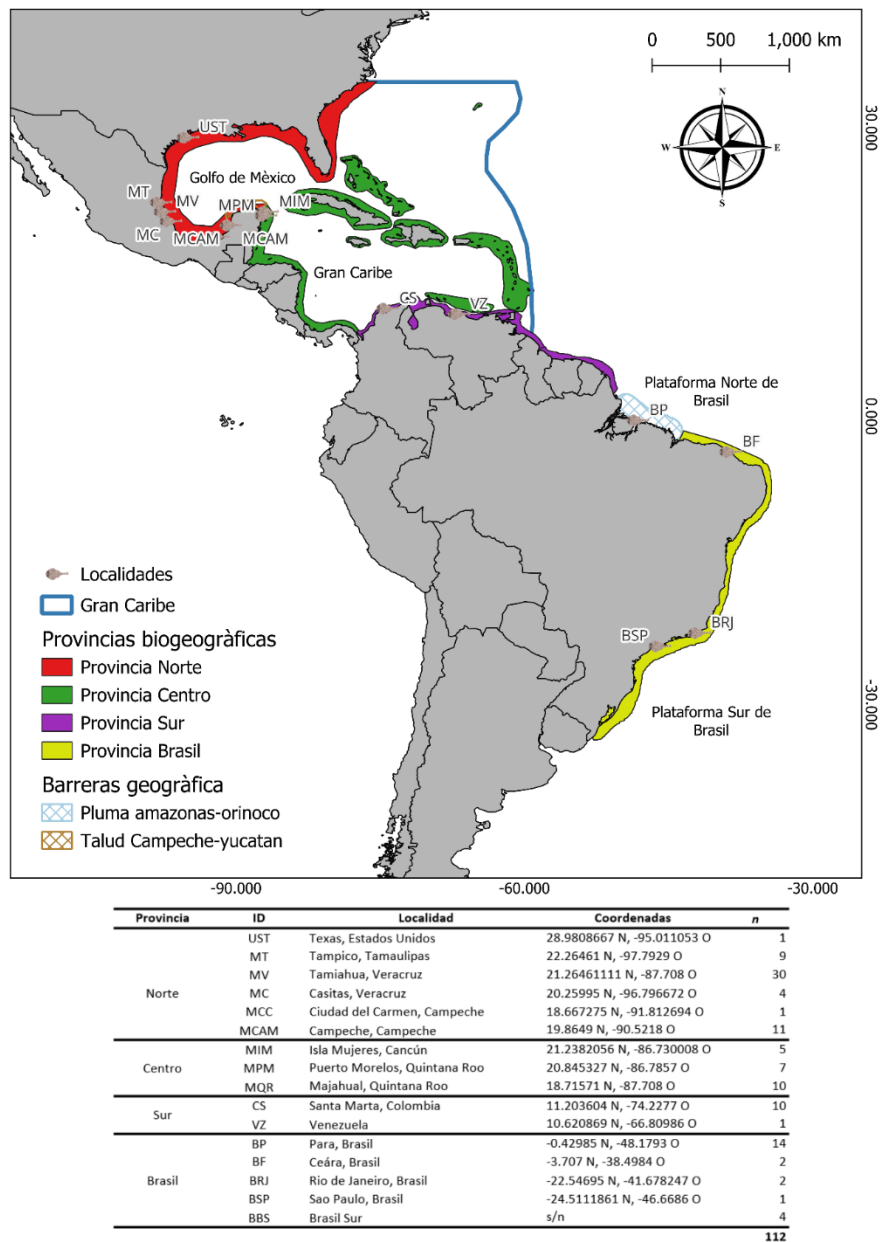 0 500 1,000 km
N
W E
S
30.000
UST
Golfo de Mèxico
MT
MV
MPM
MIM
MC
MCAM
MCAM
Gran Caribe
CS
VZ
Plataforma Norte de
Brasil
BP
0.000
BF
BRJ
BSP
-30.000
Plataforma Sur de
Brasil
Localidades
Gran Caribe
Provincias biogeogràficas
Provincia Norte
Provincia Centro
Provincia Sur
Provincia Brasil
Barreras geogràfica
Pluma amazonas-orinoco
Talud Campeche-yucatan
-90.000 -60.000 -30.000
Provincia ID Localidad Coordenadas n
UST Texas, Estados Unidos 28.9808667 N, -95.011053 O 1
MT Tampico, Tamaulipas 22.26461 N, -97.7929 O 9
MV Tamiahua, Veracruz 21.26461111 N, -87.708 O 30
Norte MC Casitas, Veracruz 20.25995 N, -96.796672 O 4
MCC Ciudad del Carmen, Campeche 18.667275 N, -91.812694 O 1
MCAM Campeche, Campeche 19.8649 N, -90.5218 O 11
MIM Isla Mujeres, Cancún 21.2382056 N, -86.730008 O 5
Centro MPM Puerto Morelos, Quintana Roo 20.845327 N, -86.7857 O 7
MQR Majahual, Quintana Roo 18.71571 N, -87.708 O 10
Sur CS Santa Marta, Colombia 11.203604 N, -74.2277 O 10
VZ Venezuela 10.620869 N, -66.80986 O 1
BP Para, Brasil -0.42985 N, -48.1793 O 14
BF Ceára, Brasil -3.707 N, -38.4984 O 2
Brasil BRJ Rio de Janeiro, Brasil -22.54695 N, -41.678247 O 2
BSP Sao Paulo, Brasil -24.5111861 N, -46.6686 O 1
BBS Brasil Sur s/n 4
112